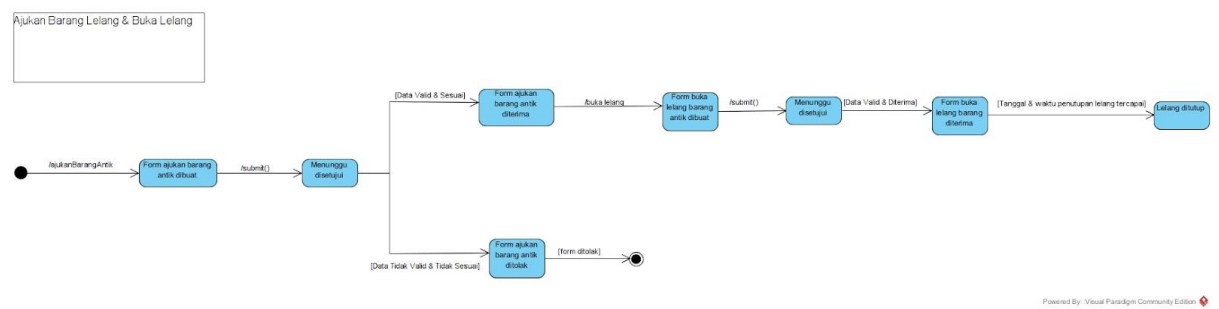 Ajukan Barang Lelang & Buka Lelang
/ajukanBarangAntik
Form ajukan barang
antik dibuat
/submit()
Menunggu
disetujui
[Data Valid & Sesuai]
Form ajukan
barang antik
diterima
/buka lelang
Form buka
lelang barang
antik dibuat
/submit()
Menunggu
disetujui
[Data Valid & Diterima]
Form buka
lelang barang
diterima
[Tanggal & waktu penutupan lelang tercapai]
Lelang ditutup
[Data Tidak Valid & Tidak Sesuai]
Form ajukan
barang antik
ditolak
[form ditolak]
Powered By: Visual Paradigm Community Edition